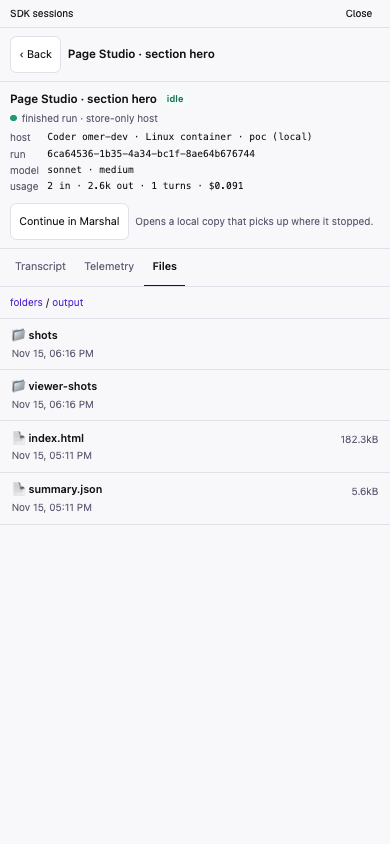 SDK sessions Close
‹ Back Page Studio · section hero
Page Studio · section hero idle
finished run · store-only host
host Coder omer-dev · Linux container · poc (local)
run 6ca64536-1b35-4a34-bc1f-8ae64b676744
model sonnet · medium
usage 2 in · 2.6k out · 1 turns · $0.091
Continue in Marshal Opens a local copy that picks up where it stopped.
Transcript Telemetry Files
folders / output
shots
Nov 15, 06:16 PM
viewer-shots
Nov 15, 06:16 PM
index.html 182.3kB
Nov 15, 05:11 PM
summary.json 5.6kB
Nov 15, 05:11 PM